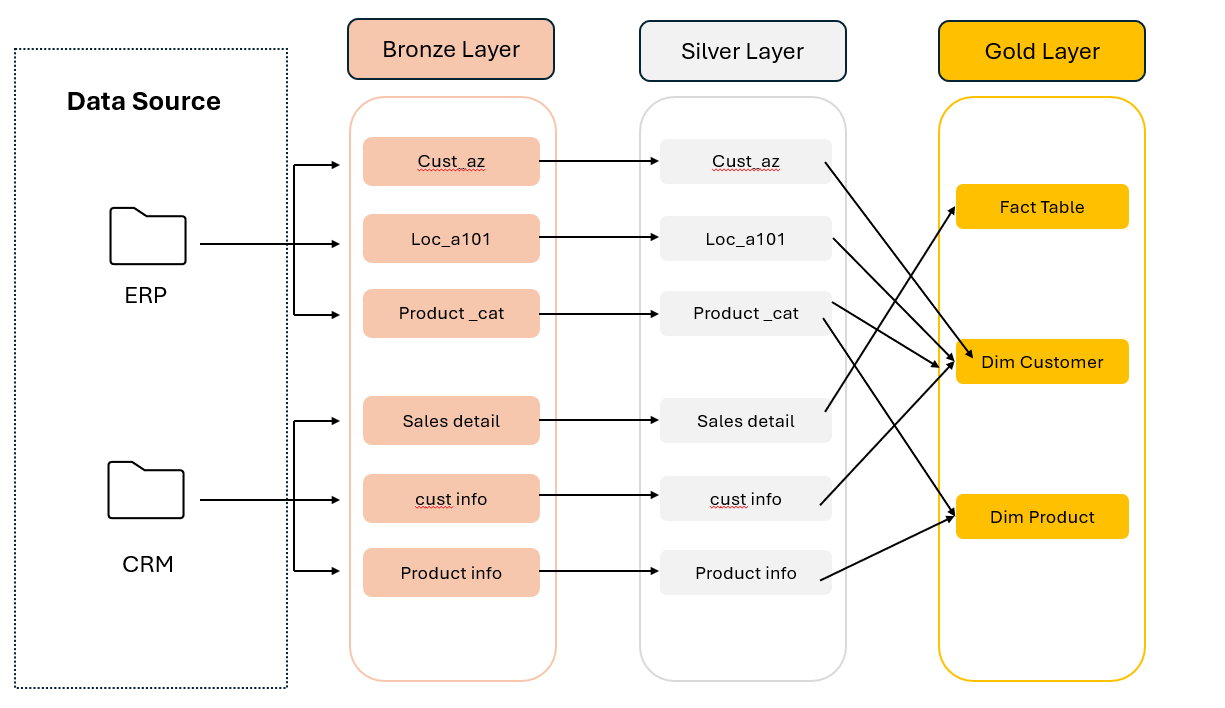 Data Source
ERP
CRM
Bronze Layer
Cust_az
Loc_a101
Product _cat
Sales detail
cust info
Product info
Silver Layer
Cust_az
Loc_a101
Product _cat
Sales detail
cust info
Product info
Gold Layer
Fact Table
Dim Customer
Dim Product